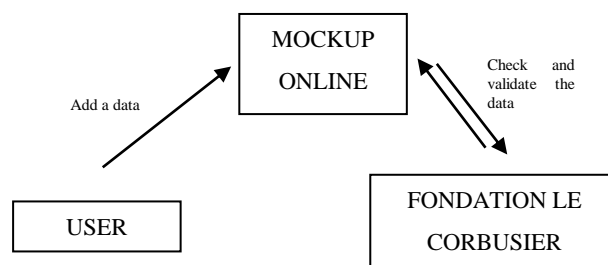 MOCKUP
ONLINE
Check and
validate the
data
Add a data
USER
FONDATION LE
CORBUSIER